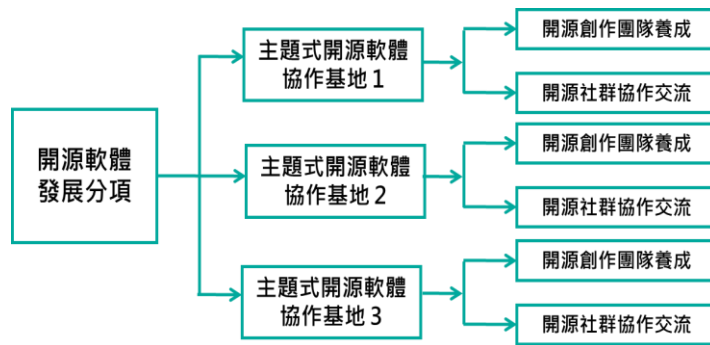 開源軟體
發展分項
主題式開源軟體
協作基地1
開源創作團隊養成
開源社群協作交流
主題式開源軟體
協作基地2
開源創作團隊養成
開源社群協作交流
主題式開源軟體
協作基地3
開源創作團隊養成
開源社群協作交流